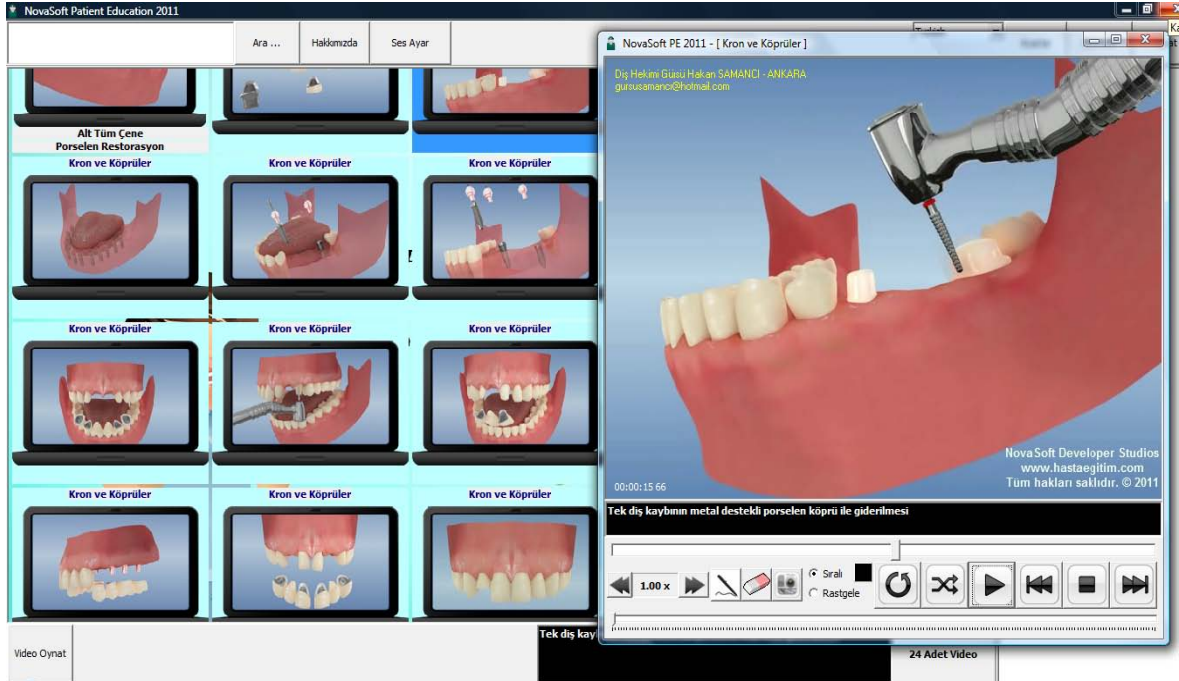 NovaSoft Patient Education 2011
Ara ...
Hakkımızda
Ses Ayar
Alt Tüm Çene
Porselen Restorasyon
Kron ve Köprüler
Kron ve Köprüler
Kron ve Köprüler
Kron ve Köprüler
Kron ve Köprüler
Kron ve Köprüler
Kron ve Köprüler
Kron ve Köprüler
Kron ve Köprüler
Video Oynat
Tek diş kay
24 Adet Video
NovaSoft PE 2011 - [ Kron ve Köprüler ]
Diş Hekimi Güsü Hakan SAMANCI - ANKARA
gursusamanci@hotmail.com
NovaSoft Developer Studios
www.hastaegitim.com
Tüm hakları saklıdır. © 2011
00:00:15 66
Tek diş kaybının metal destekli porselen köprü ile giderilmesi
1.00 x
Sıralı
Rastgele